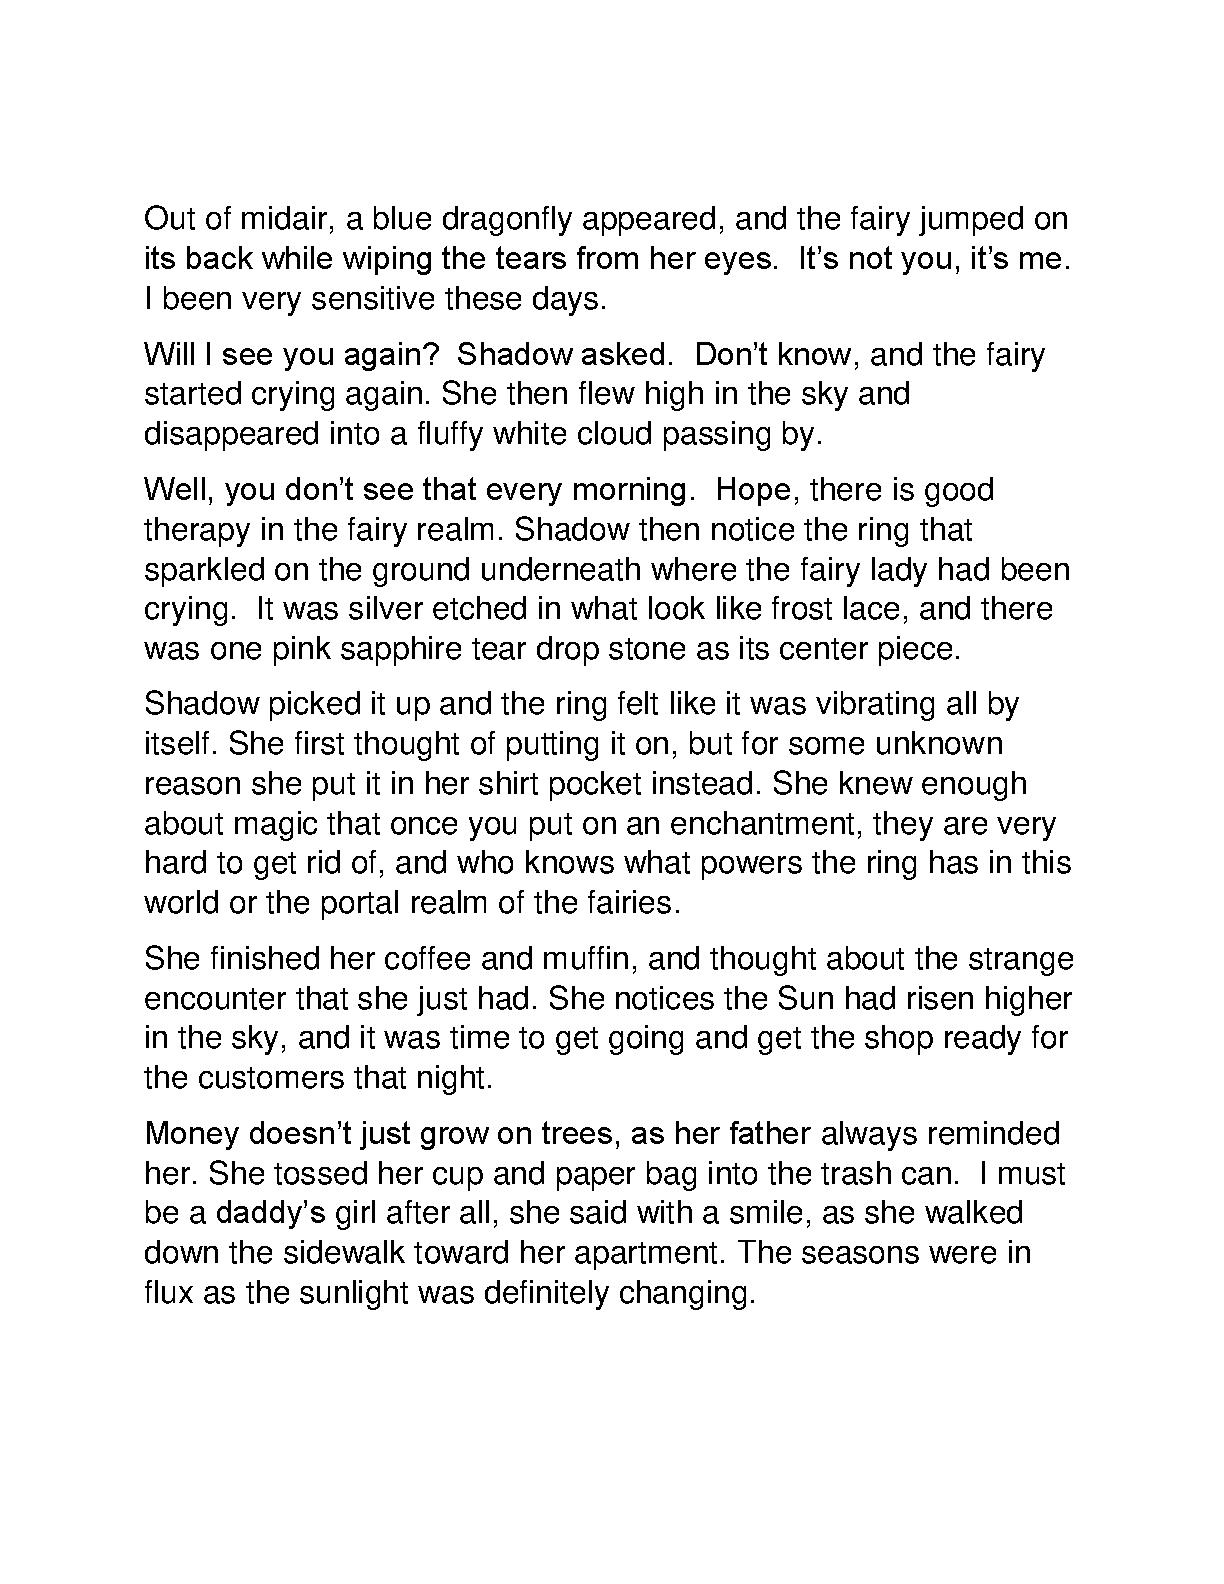 Out of midair, a blue dragonfly appeared, and the fairy jumped on
its back while wiping the tears from her eyes.  It’s not you, it’s me.
I been very sensitive these days.
Will I see you again?  Shadow asked.  Don’t know, and the fairy
started crying again. She then flew high in the sky and
disappeared into a fluffy white cloud passing by.
Well, you don’t see that every morning.  Hope, there is good
therapy in the fairy realm. Shadow then notice the ring that
sparkled on the ground underneath where the fairy lady had been
crying.  It was silver etched in what look like frost lace, and there
was one pink sapphire tear drop stone as its center piece.
Shadow picked it up and the ring felt like it was vibrating all by
itself. She first thought of putting it on, but for some unknown
reason she put it in her shirt pocket instead. She knew enough
about magic that once you put on an enchantment, they are very
hard to get rid of, and who knows what powers the ring has in this
world or the portal realm of the fairies.
She finished her coffee and muffin, and thought about the strange
encounter that she just had. She notices the Sun had risen higher
in the sky, and it was time to get going and get the shop ready for
the customers that night.
Money doesn’t just grow on trees, as her father always reminded
her. She tossed her cup and paper bag into the trash can.  I must
be a daddy’s girl after all, she said with a smile, as she walked
down the sidewalk toward her apartment. The seasons were in
flux as the sunlight was definitely changing.